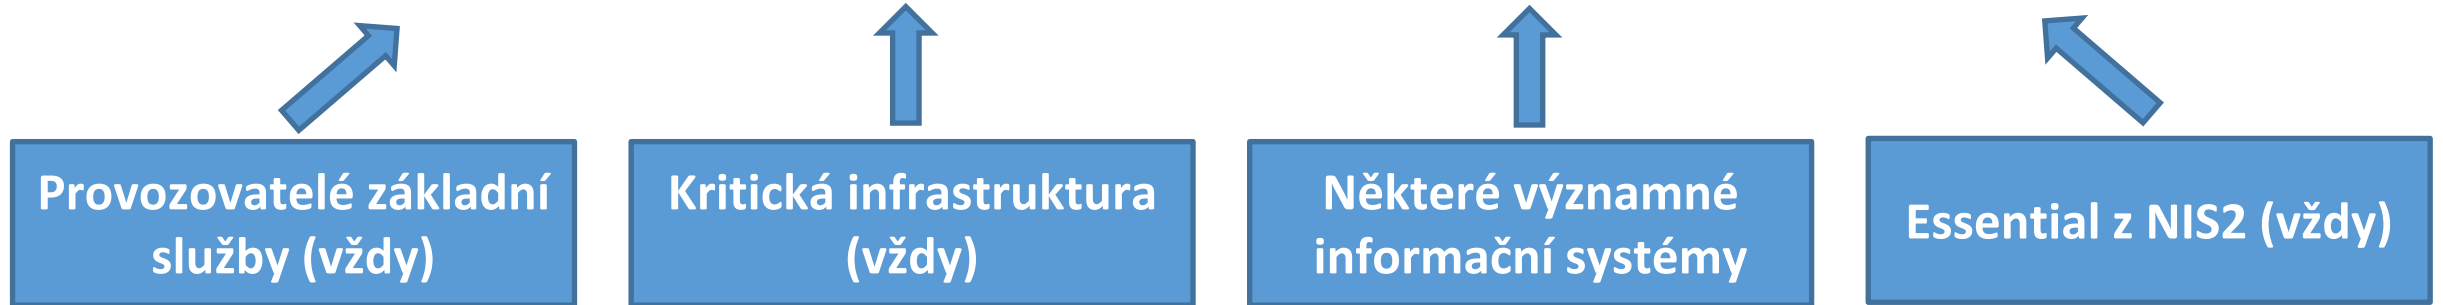 Provozovatelé základní
služby (vždy)
Kritická infrastruktura
(vždy)
Některé významné
informační systémy
Essential z NIS2 (vždy)